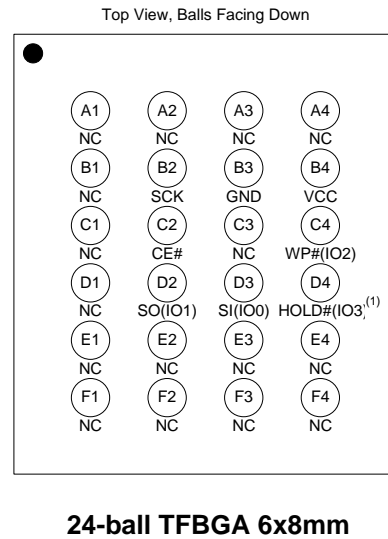 Top View, Balls Facing Down
A1 A2 A3 A4
NC NC NC NC
B1 B2 B3 B4
NC SCK GND VCC
C1 C2 C3 C4
NC CE# NC WP#(IO2)
D1 D2 D3 D4
NC SO(IO1) SI(IO0) HOLD#(IO3)(1)
E1 E2 E3 E4
NC NC NC NC
F1 F2 F3 F4
NC NC NC NC
24-ball TFBGA 6x8mm